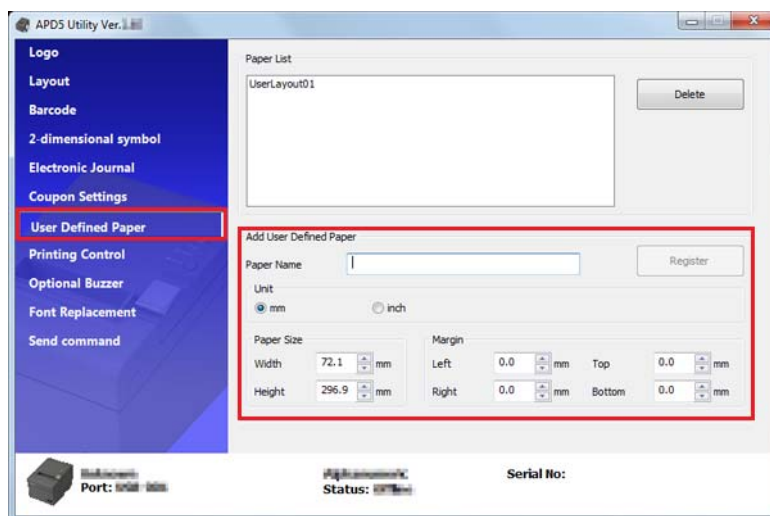 APD5 Utility Ver.
Logo
Layout
Barcode
2-dimensional symbol
Electronic Journal
Coupon Settings
User Defined Paper
Printing Control
Optional Buzzer
Font Replacement
Send command
Paper List
UserLayout01
Delete
Add User Defined Paper
Paper Name
Register
Unit
mm inch
Paper Size Margin
Width 72.1 mm Left 0.0 mm Top 0.0 mm
Height 296.9 mm Right 0.0 mm Bottom 0.0 mm
Port:
Status:
Serial No: